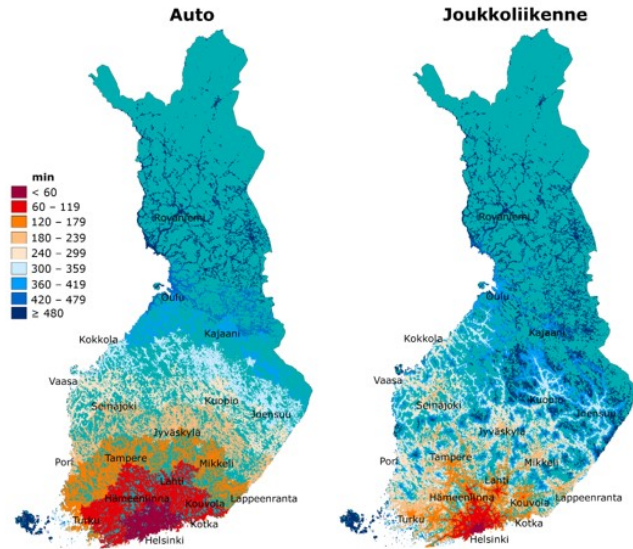 Auto
Joukkoliikenne
min
< 60
60 – 119
120 – 179
180 – 239
240 – 299
300 – 359
360 – 419
420 – 479
≥ 480
Rovaniemi
Oulu
Kajaani
Kokkola
Vaasa
Seinäjoki
Kuopio
Joensuu
Jyväskylä
Pori
Tampere
Mikkeli
Lahti
Hämeenlinna
Kouvola
Lappeenranta
Turku
Kotka
Helsinki
Rovaniemi
Oulu
Kajaani
Kokkola
Vaasa
Seinäjoki
Kuopio
Joensuu
Jyväskylä
Pori
Tampere
Mikkeli
Lahti
Hämeenlinna
Kouvola
Lappeenranta
Turku
Kotka
Helsinki